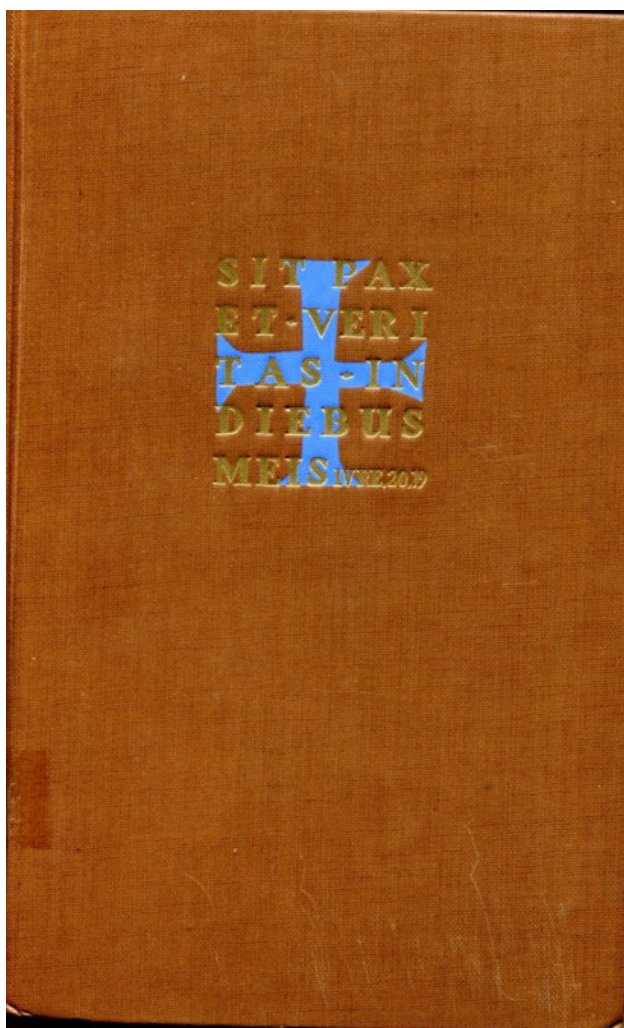 SIT PAX
ET·VERI
TAS-IN
DIEBUS
MEIS IV RE, 20,19